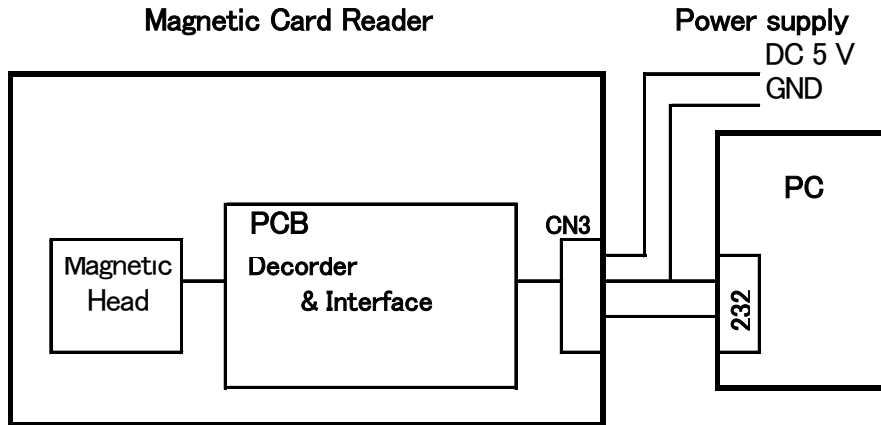 Magnetic Card Reader
Power supply
DC 5 V
GND
PC
PCB
CN3
Magnetic
Head
Decorder
& Interface
232